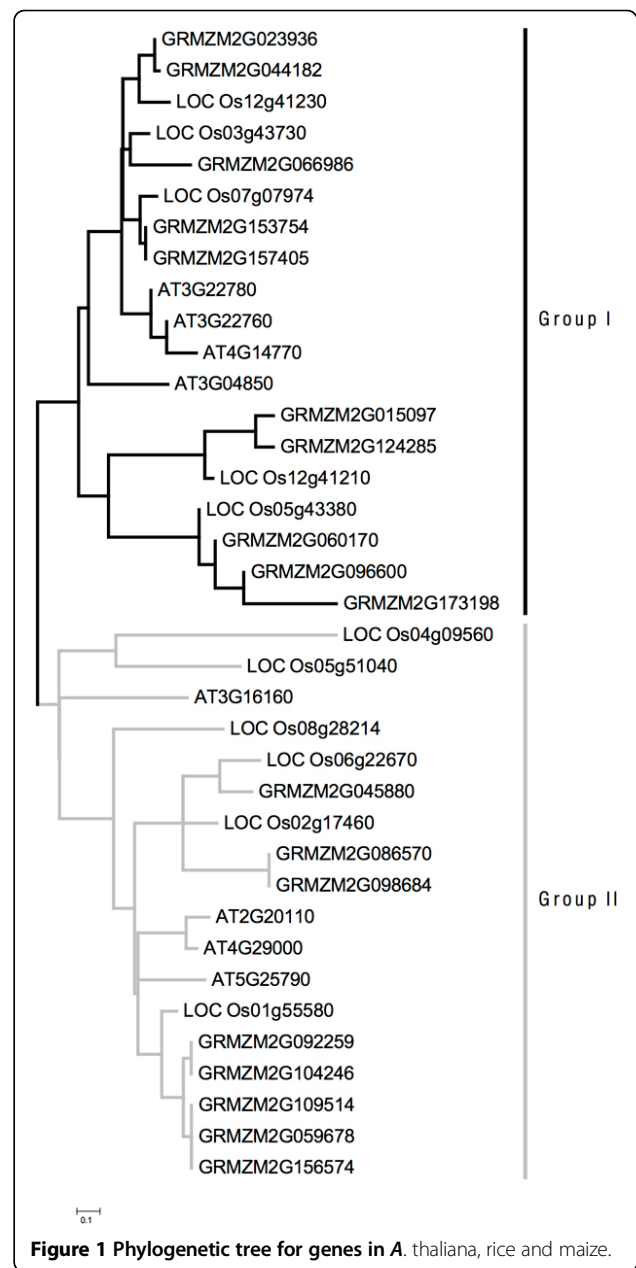 GRMZM2G023936
GRMZM2G044182
LOC Os12g41230
LOC Os03g43730
GRMZM2G066986
LOC Os07g07974
GRMZM2G153754
GRMZM2G157405
AT3G22780
AT3G22760
AT4G14770
AT3G04850
GRMZM2G015097
GRMZM2G124285
LOC Os12g41210
LOC Os05g43380
GRMZM2G060170
GRMZM2G096600
GRMZM2G173198
Group I
LOC Os04g09560
LOC Os05g51040
AT3G16160
LOC Os08g28214
LOC Os06g22670
GRMZM2G045880
LOC Os02g17460
GRMZM2G086570
GRMZM2G098684
AT2G20110
AT4G29000
AT5G25790
LOC Os01g55580
GRMZM2G092259
GRMZM2G104246
GRMZM2G109514
GRMZM2G059678
GRMZM2G156574
Group II
0.1
Figure 1 Phylogenetic tree for genes in A. thaliana, rice and maize.